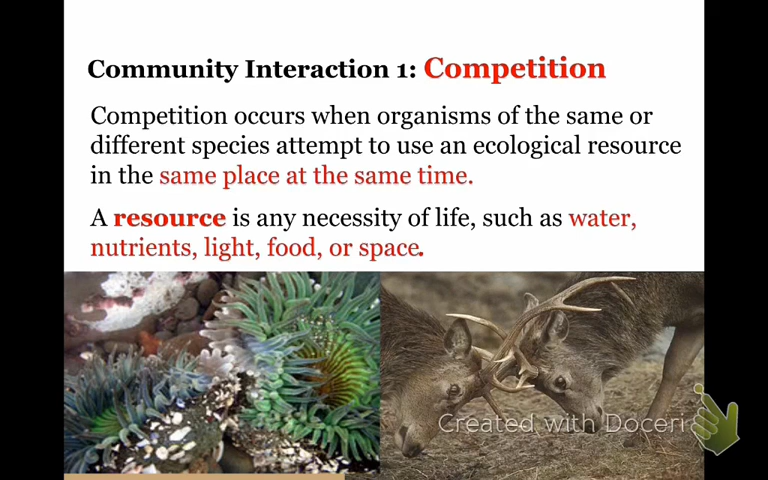 Community Interaction 1: Competition
Competition occurs when organisms of the same or
different species attempt to use an ecological resource
in the same place at the same time.
A resource is any necessity of life, such as water,
nutrients, light, food, or space.
Created with Doceri